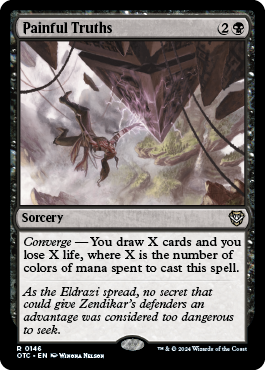 Painful Truths 2
Sorcery
Converge — You draw X cards and you
lose X life, where X is the number
of colors of mana spent to cast this spell.
As the Eldrazi spread, no secret that
could give Zendikar's defenders an
advantage was considered too dangerous
to seek.
R 0146
OTC • EN Winona Nelson
™ & © 2024 Wizards of the Coast